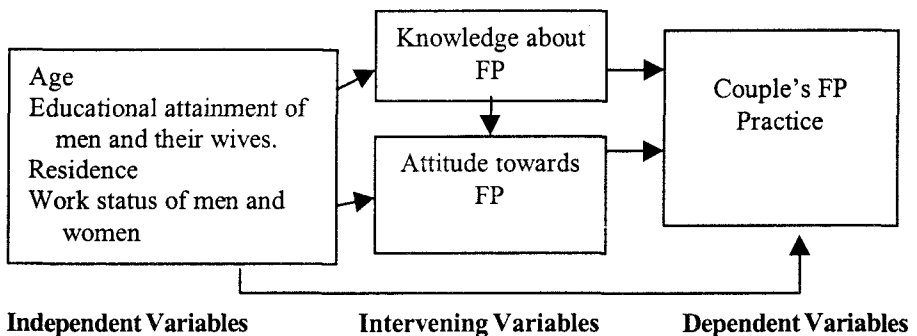 Age
Educational attainment of
men and their wives.
Residence
Work status of men and
women
Knowledge about
FP
Attitude towards
FP
Couple's FP
Practice
Independent Variables
Intervening Variables
Dependent Variables